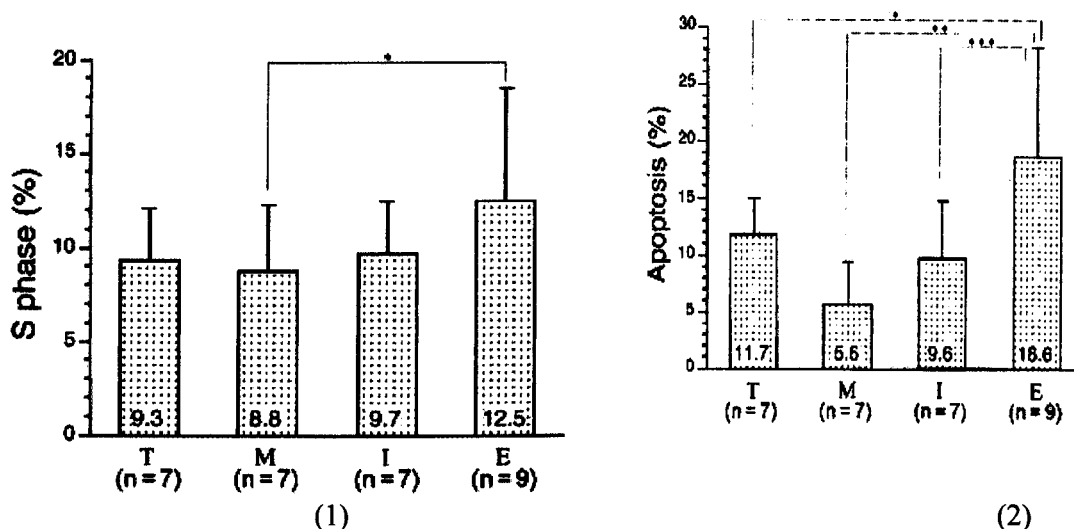 S phase (%)
20
15
10
5
0
*
9.3
8.8
9.7
12.5
T
M
I
E
(n=7)
(n=7)
(n=7)
(n=9)
(1)
Apoptosis (%)
30
25
20
15
10
5
0
*
**
***
11.7
5.6
9.6
18.6
T
M
I
E
(n=7)
(n=7)
(n=7)
(n=9)
(2)